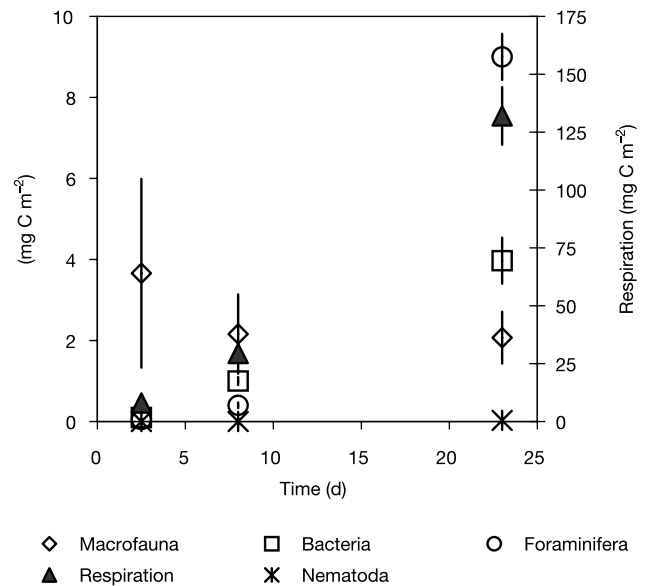 10 175
9 150
8
125
6 100
(mg C m⁻²) Respiration (mg C m⁻²)
4 75
50
2
25
0 0
0 5 10 15 20 25
Time (d)
Macrofauna Bacteria Foraminifera
Respiration Nematoda